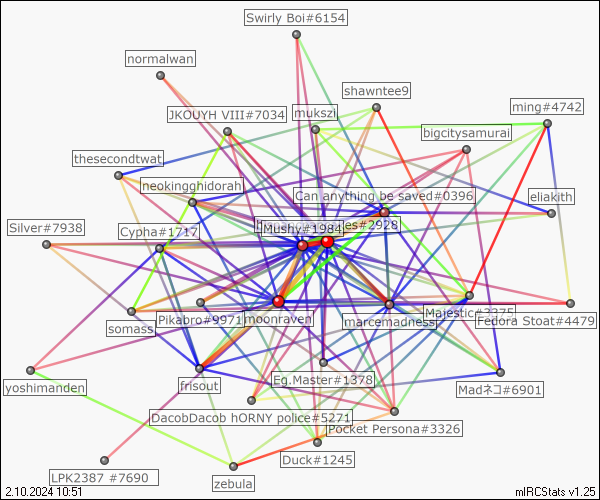 Swirly Boi#6154
normalwan
shawntee9
ming#4742
JKOUYH VIII#7034
mukszi
bigcitysamurai
thesecondtwat
neokingghidorah
Can anything be saved#0396
eliakith
Silver#7938
Cypha#1717
Mushy#1984
es#2928
somass
Pikabro#9971
moonraven
marcemadness
Majestic#3375
Fedora Stoat#4479
yoshimanden
frisout
Eg.Master#1378
Madネコ#6901
DacobDacob hORNY police#5271
Pocket Persona#3326
LPK2387 #7690
Duck#1245
zebula
2.10.2024 10:51
mIRCStats v1.25